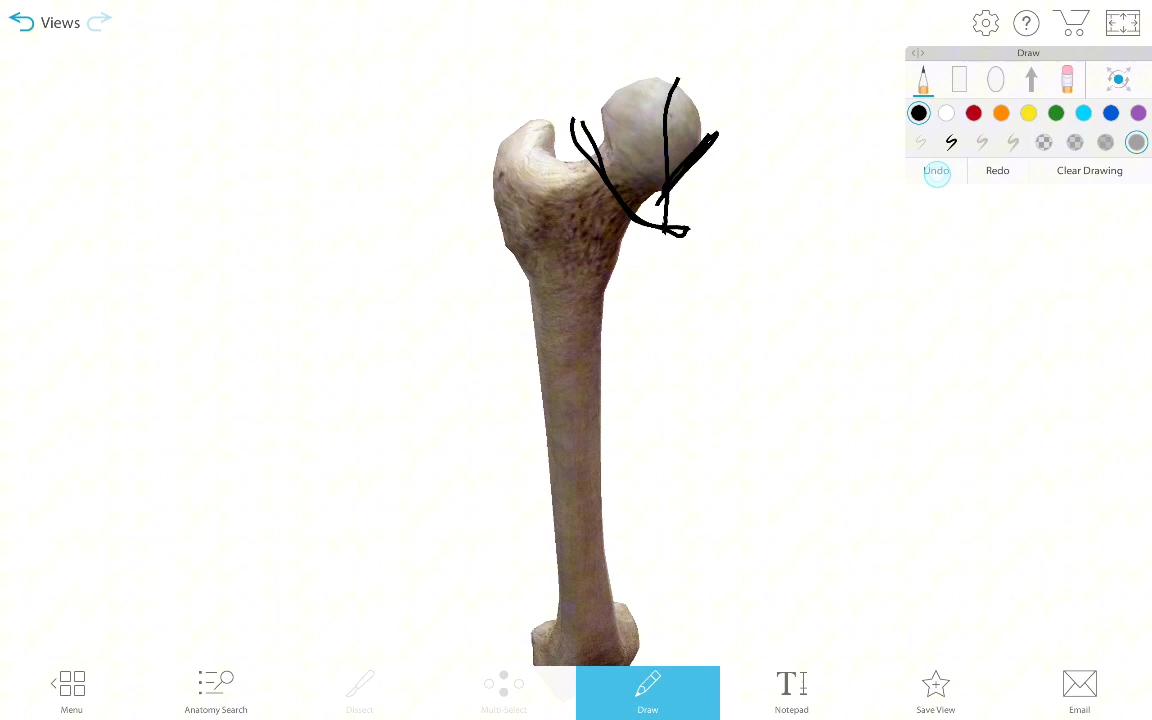 Views
Draw
Undo
Redo
Clear Drawing
Menu
Anatomy Search
Dissect
Multi-Select
Draw
Notepad
Save View
Email